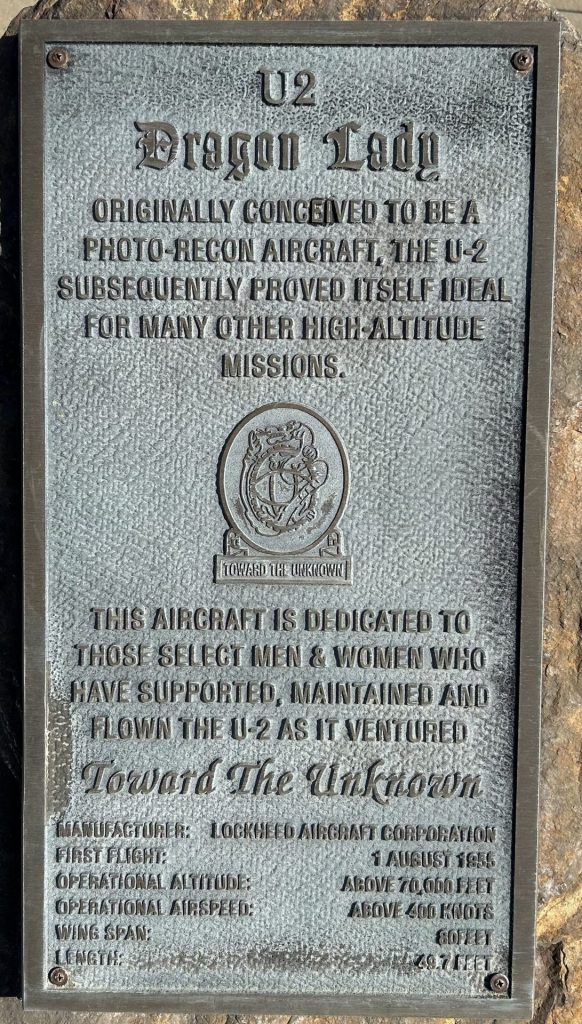 U2
Dragon Lady
ORIGINALLY CONCEIVED TO BE A
PHOTO-RECON AIRCRAFT, THE U-2
SUBSEQUENTLY PROVED ITSELF IDEAL
FOR MANY OTHER HIGH-ALTITUDE
MISSIONS.
TOWARD THE UNKNOWN
THIS AIRCRAFT IS DEDICATED TO
THOSE SELECT MEN & WOMEN WHO
HAVE SUPPORTED, MAINTAINED AND
FLOWN THE U-2 AS IT VENTURED
Toward The Unknown
MANUFACTURER: LOCKHEED AIRCRAFT CORPORATION
FIRST FLIGHT: 1 AUGUST 1955
OPERATIONAL ALTITUDE: ABOVE 70,000 FEET
OPERATIONAL AIRSPEED: ABOVE 400 KNOTS
WING SPAN: 80FEET
LENGTH: 49.7 FEET